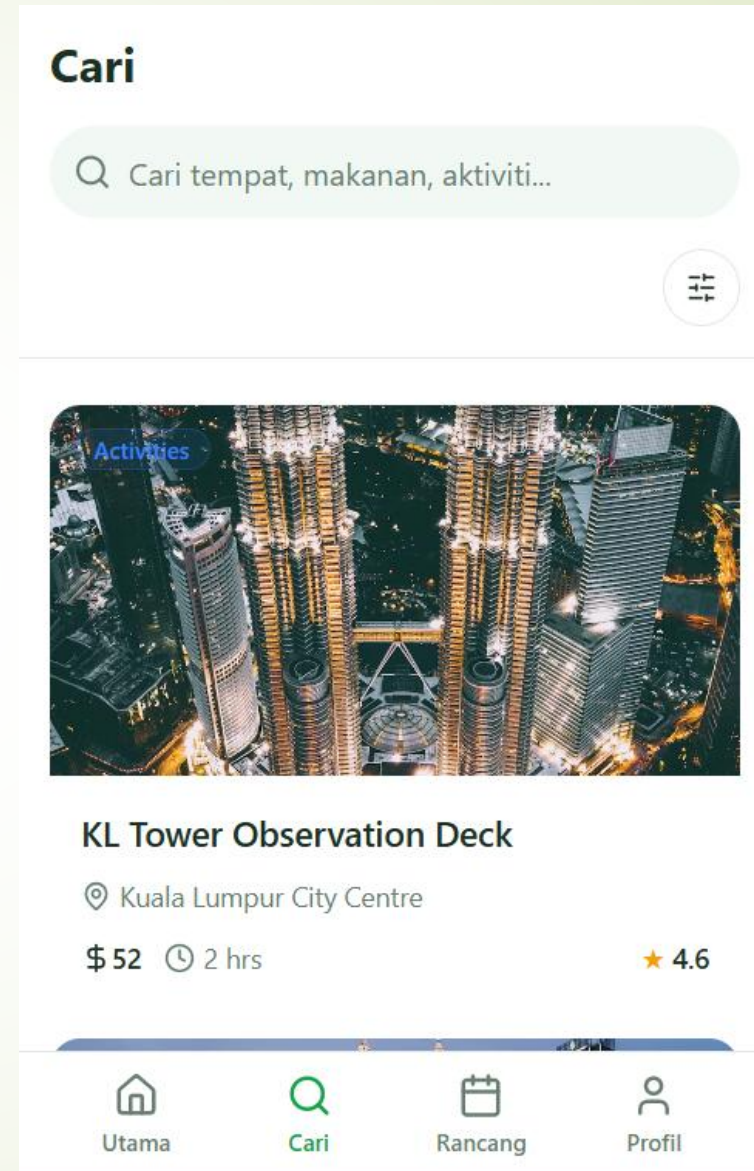 Cari
Cari tempat, makanan, aktiviti...
Activities
KL Tower Observation Deck
Kuala Lumpur City Centre
$52 2 hrs ★ 4.6
Utama Cari Rancang Profil